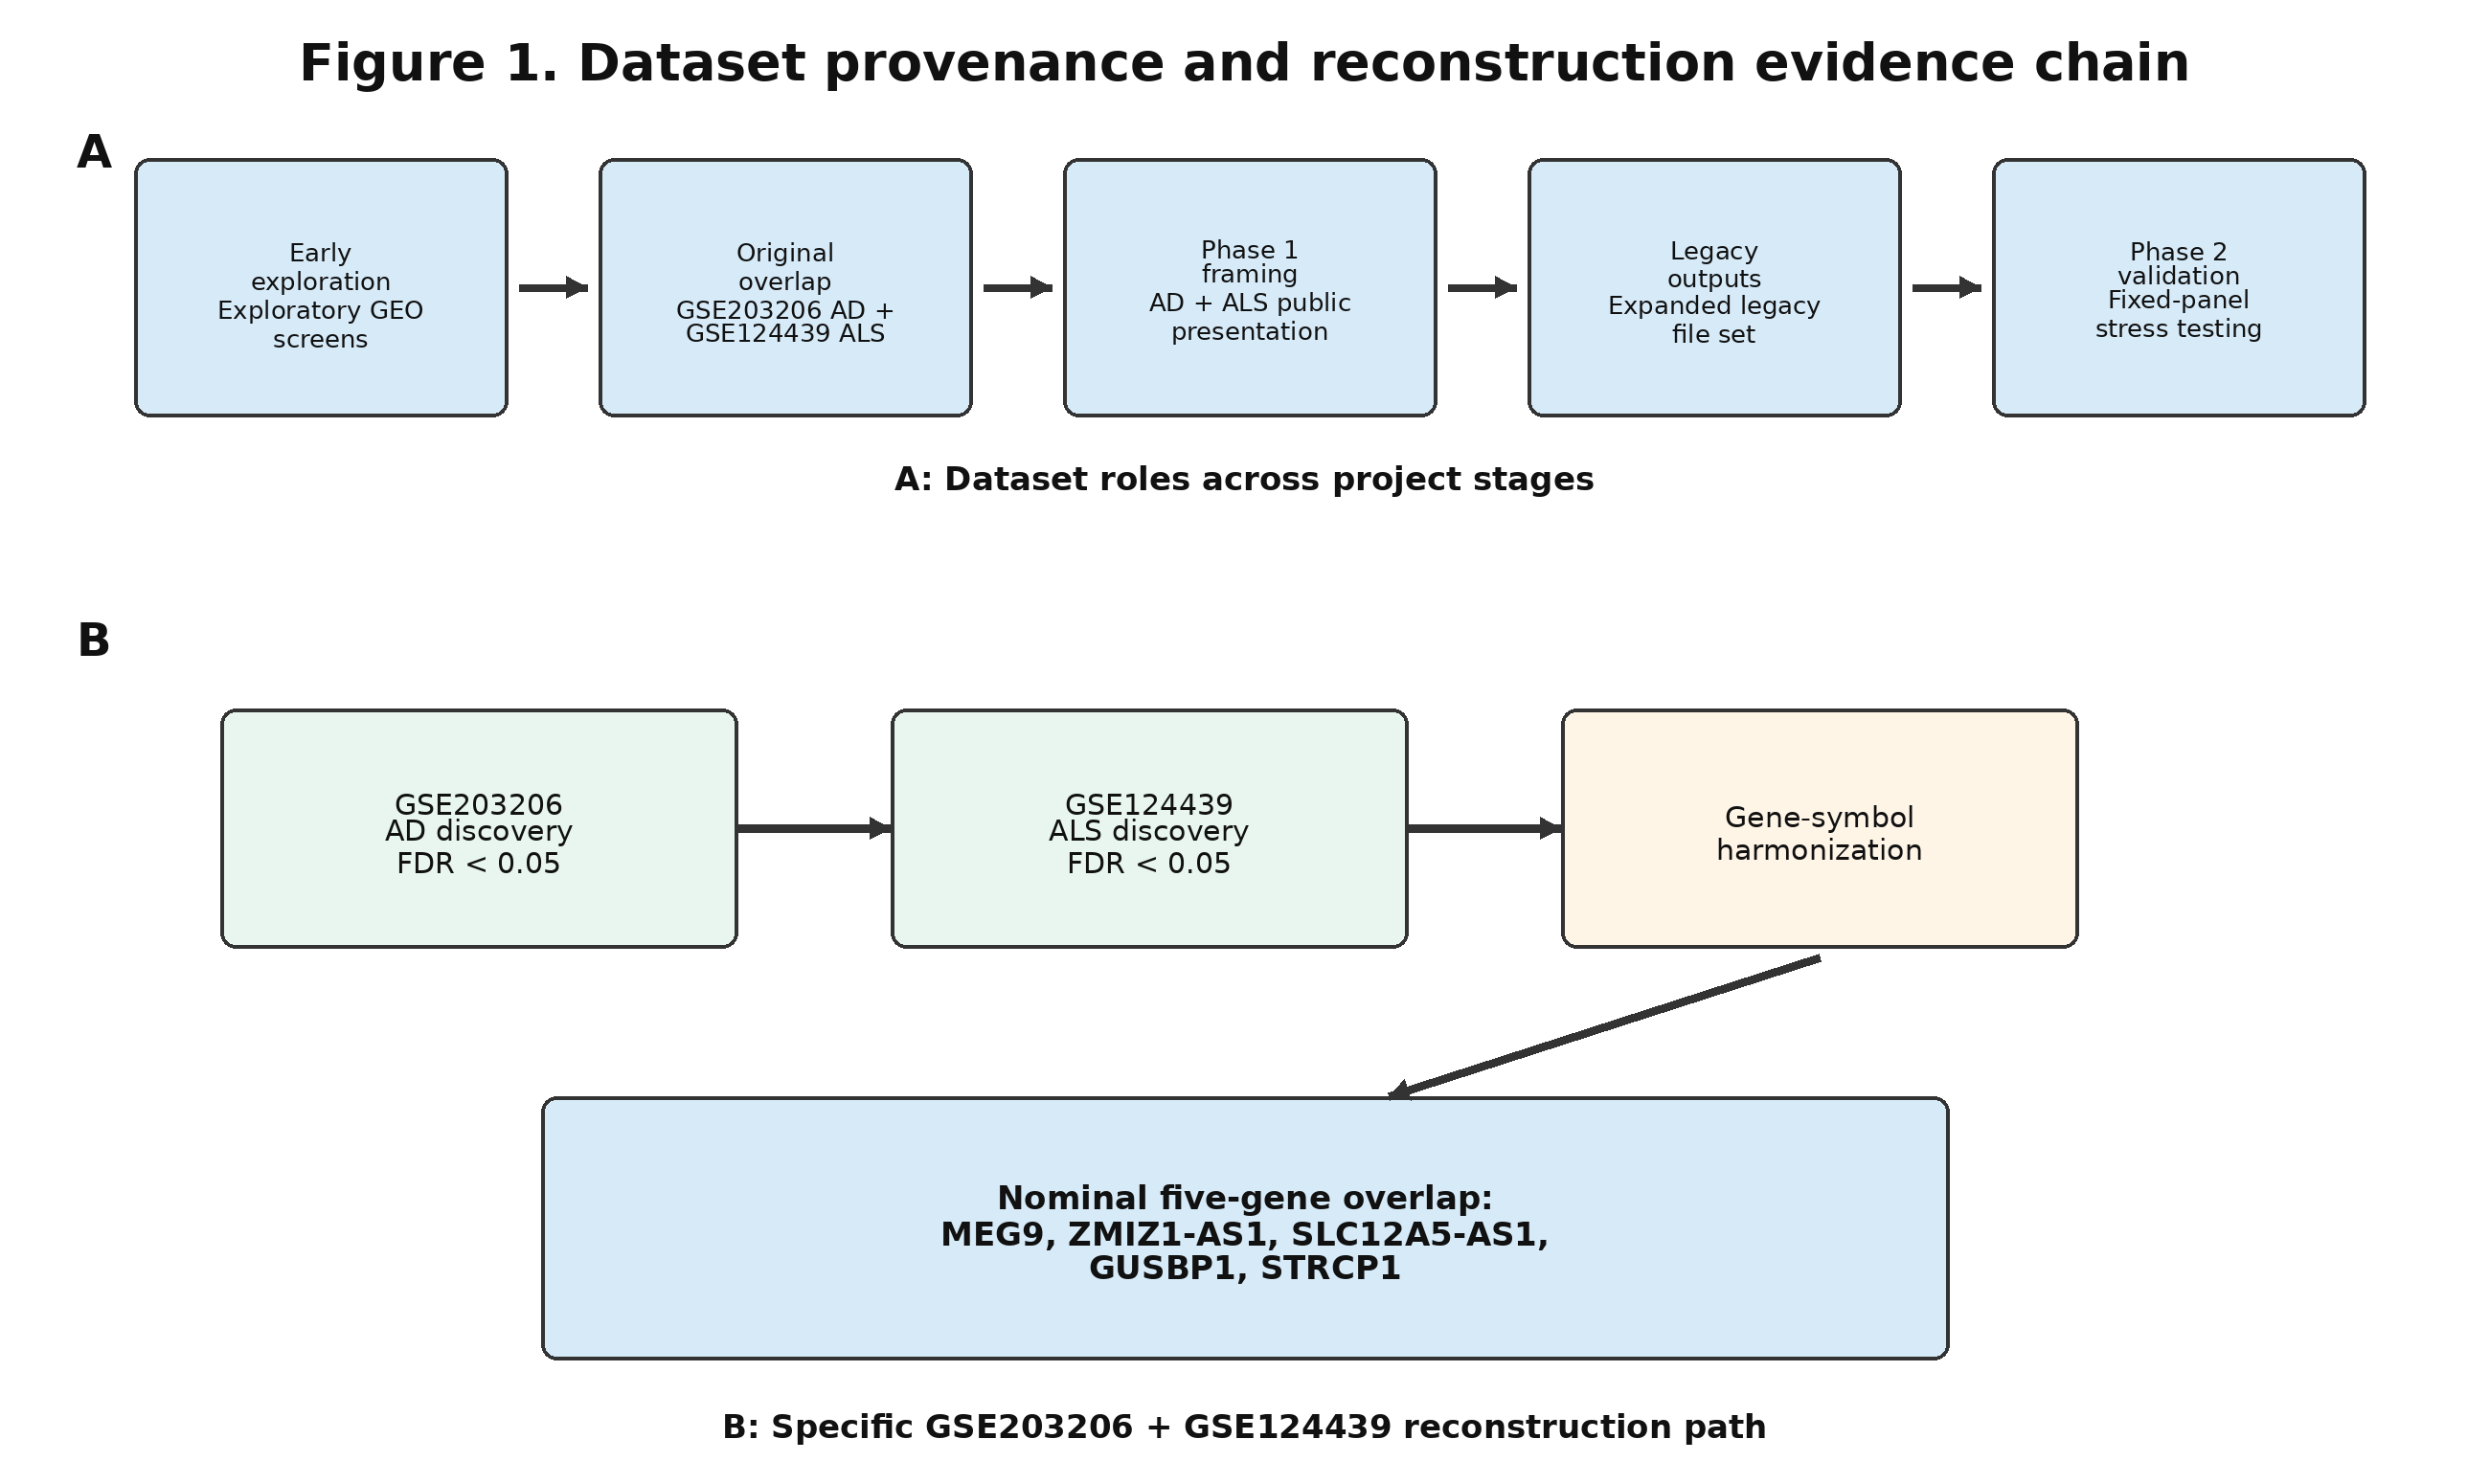 Figure 1. Dataset provenance and reconstruction evidence chain
A
Early
exploration
Exploratory GEO
screens
Original
overlap
GSE203206 AD +
GSE124439 ALS
Phase 1
framing
AD + ALS public
presentation
Legacy
outputs
Expanded legacy
file set
Phase 2
validation
Fixed-panel
stress testing
A: Dataset roles across project stages
B
GSE203206
AD discovery
FDR < 0.05
GSE124439
ALS discovery
FDR < 0.05
Gene-symbol
harmonization
Nominal five-gene overlap:
MEG9, ZMIZ1-AS1, SLC12A5-AS1,
GUSBP1, STRCP1
B: Specific GSE203206 + GSE124439 reconstruction path